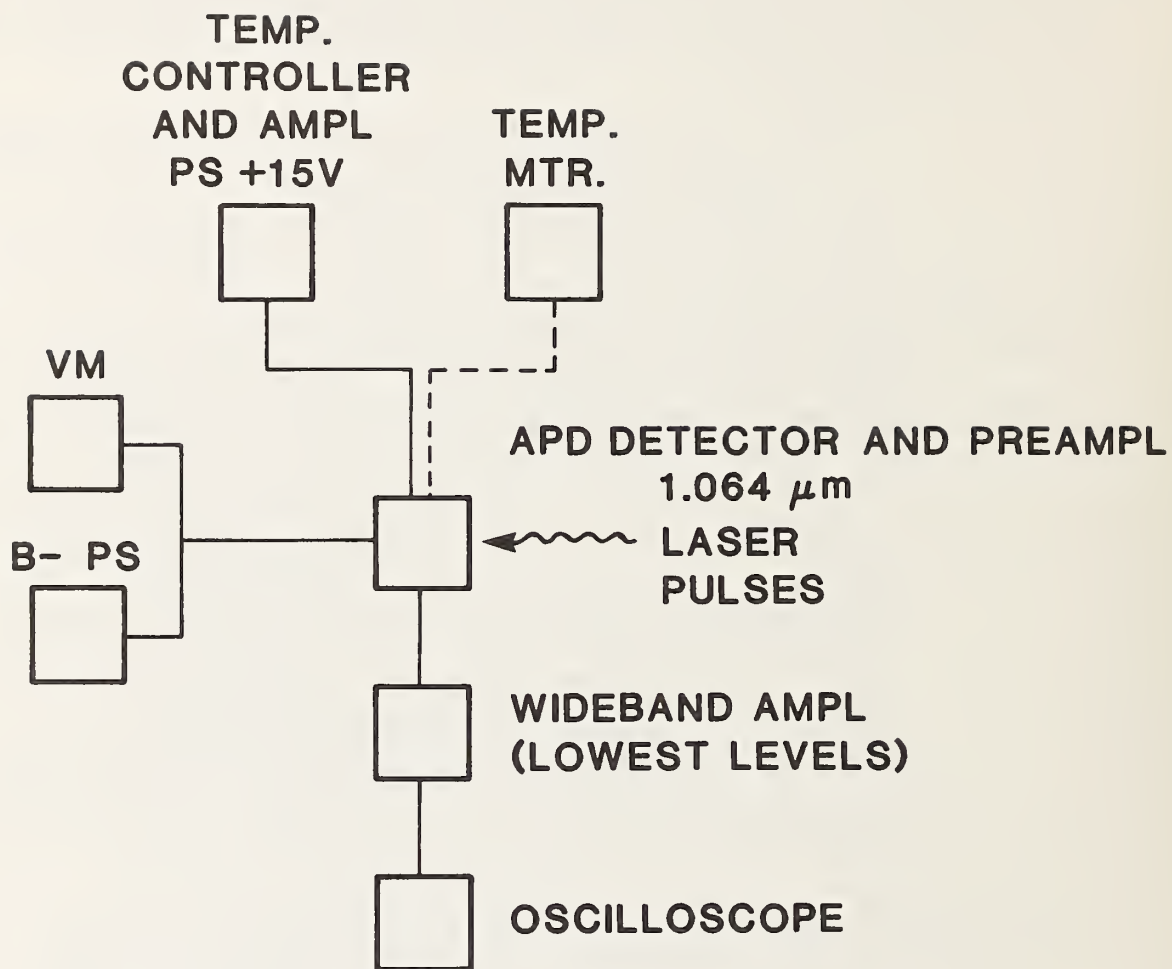 TEMP.
CONTROLLER
AND AMPL
PS +15V
TEMP.
MTR.
VM
B- PS
APD DETECTOR AND PREAMPL
1.064 μm
LASER
PULSES
WIDEBAND AMPL
(LOWEST LEVELS)
OSCILLOSCOPE